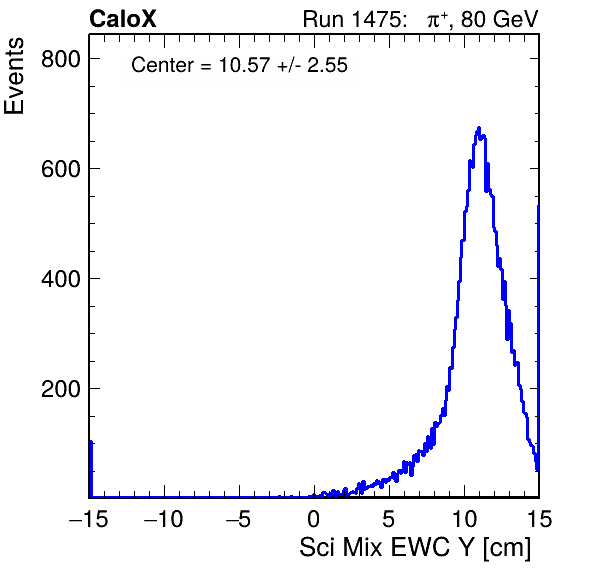 CaloX Run 1475: π⁺, 80 GeV
Center = 10.57 +/- 2.55
Events
800
600
400
200
−15 −10 −5 0 5 10 15
Sci Mix EWC Y [cm]